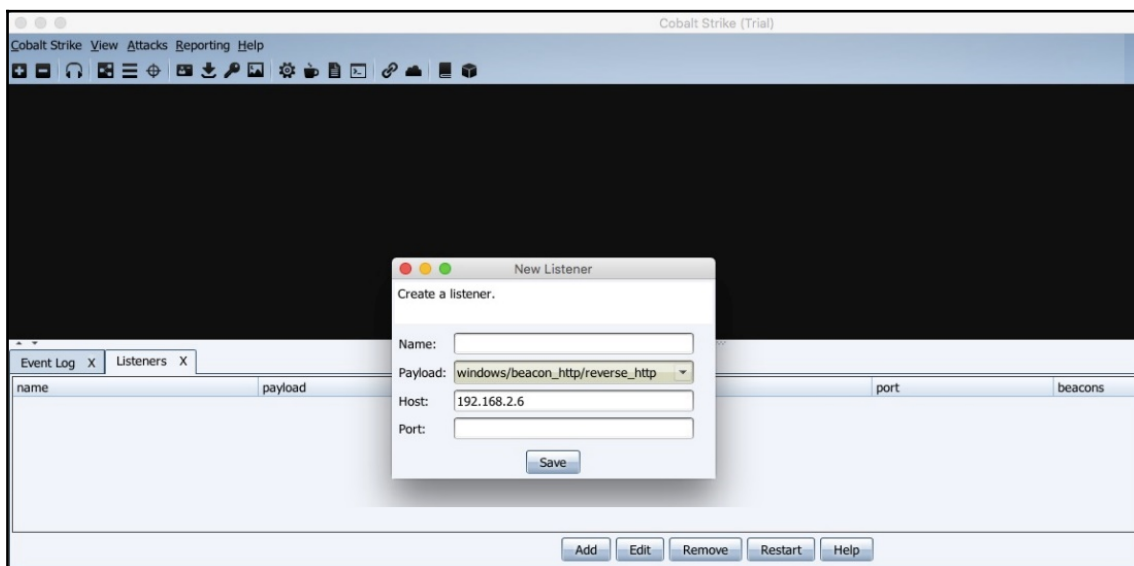 Cobalt Strike (Trial)
Cobalt Strike View Attacks Reporting Help
New Listener
Create a listener.
Name:
Payload: windows/beacon_http/reverse_http
Host: 192.168.2.6
Port:
Save
Event Log X Listeners X
name payload port beacons
Add Edit Remove Restart Help